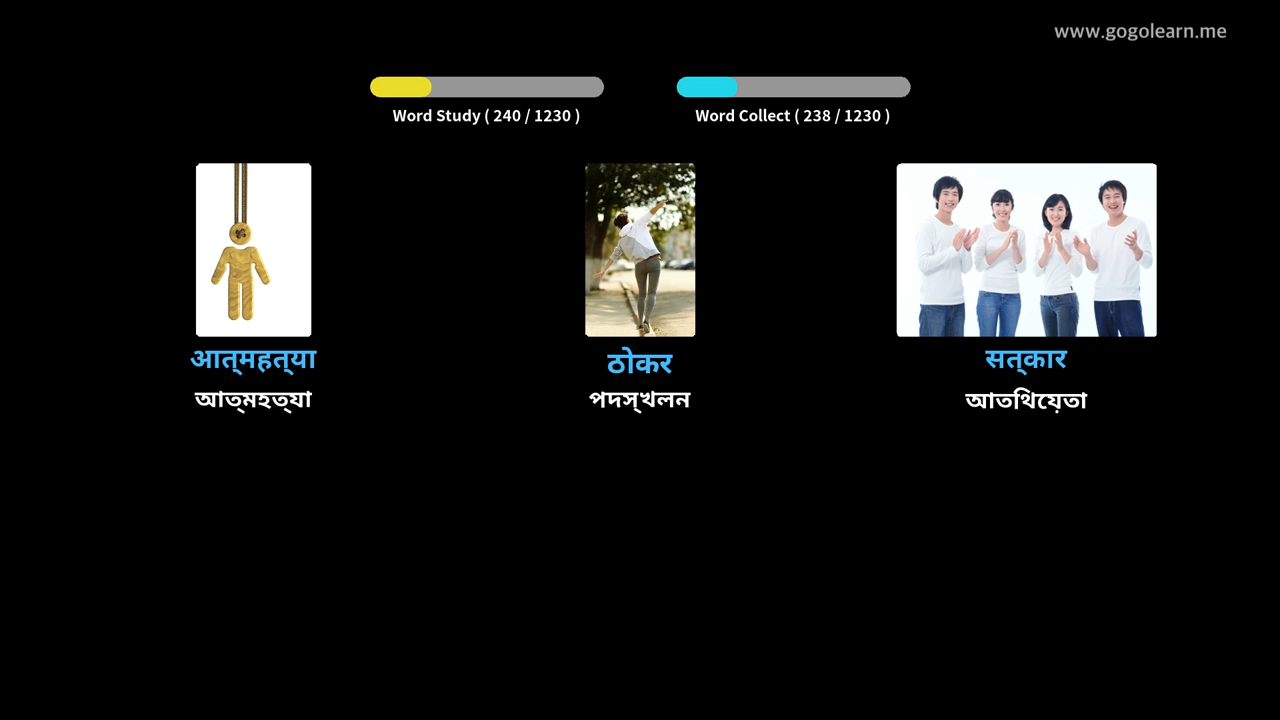 www.gogolearn.me
Word Study ( 240 / 1230 )
Word Collect ( 238 / 1230 )
आत्‌महत्‌या
ठोकर
सत्‌कार
আত্‌মহত্‌যা
পদস্‌খলন
আতথিয়েতা